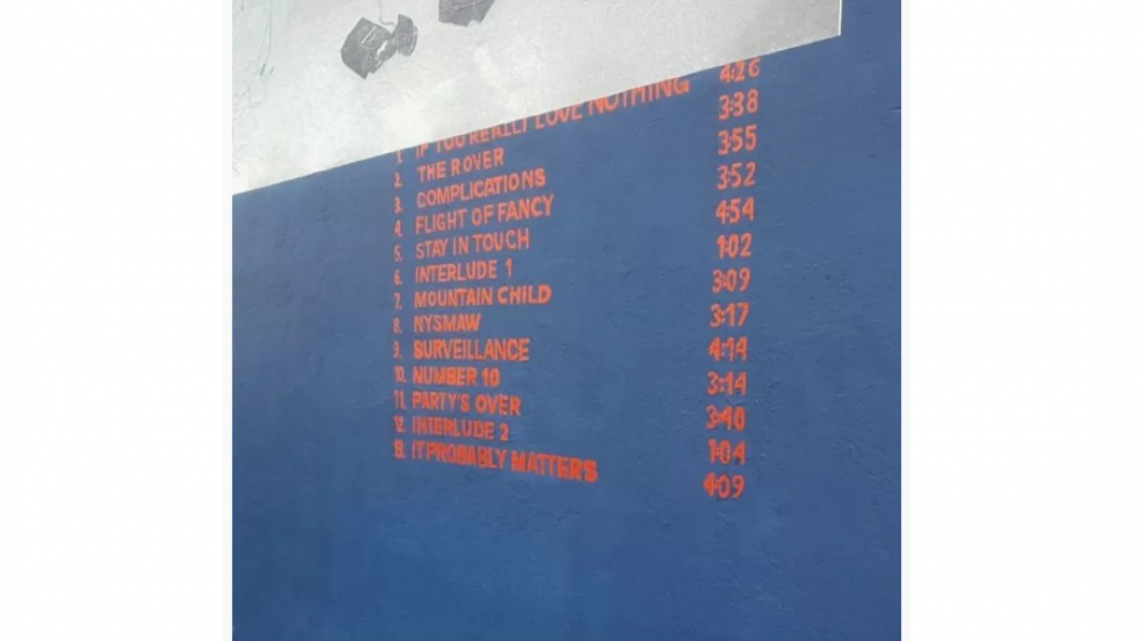 1. IF YOU REALLY LOVE NOTHING 4:26
2. THE ROVER 3:38
3. COMPLICATIONS 3:55
4. FLIGHT OF FANCY 3:52
5. STAY IN TOUCH 4:54
6. INTERLUDE 1 1:02
7. MOUNTAIN CHILD 3:09
8. NYSMAW 3:17
9. SURVEILLANCE 4:14
10. NUMBER 10 3:14
11. PARTY'S OVER 3:40
12. INTERLUDE 2 1:04
13. IT PROBABLY MATTERS 4:09